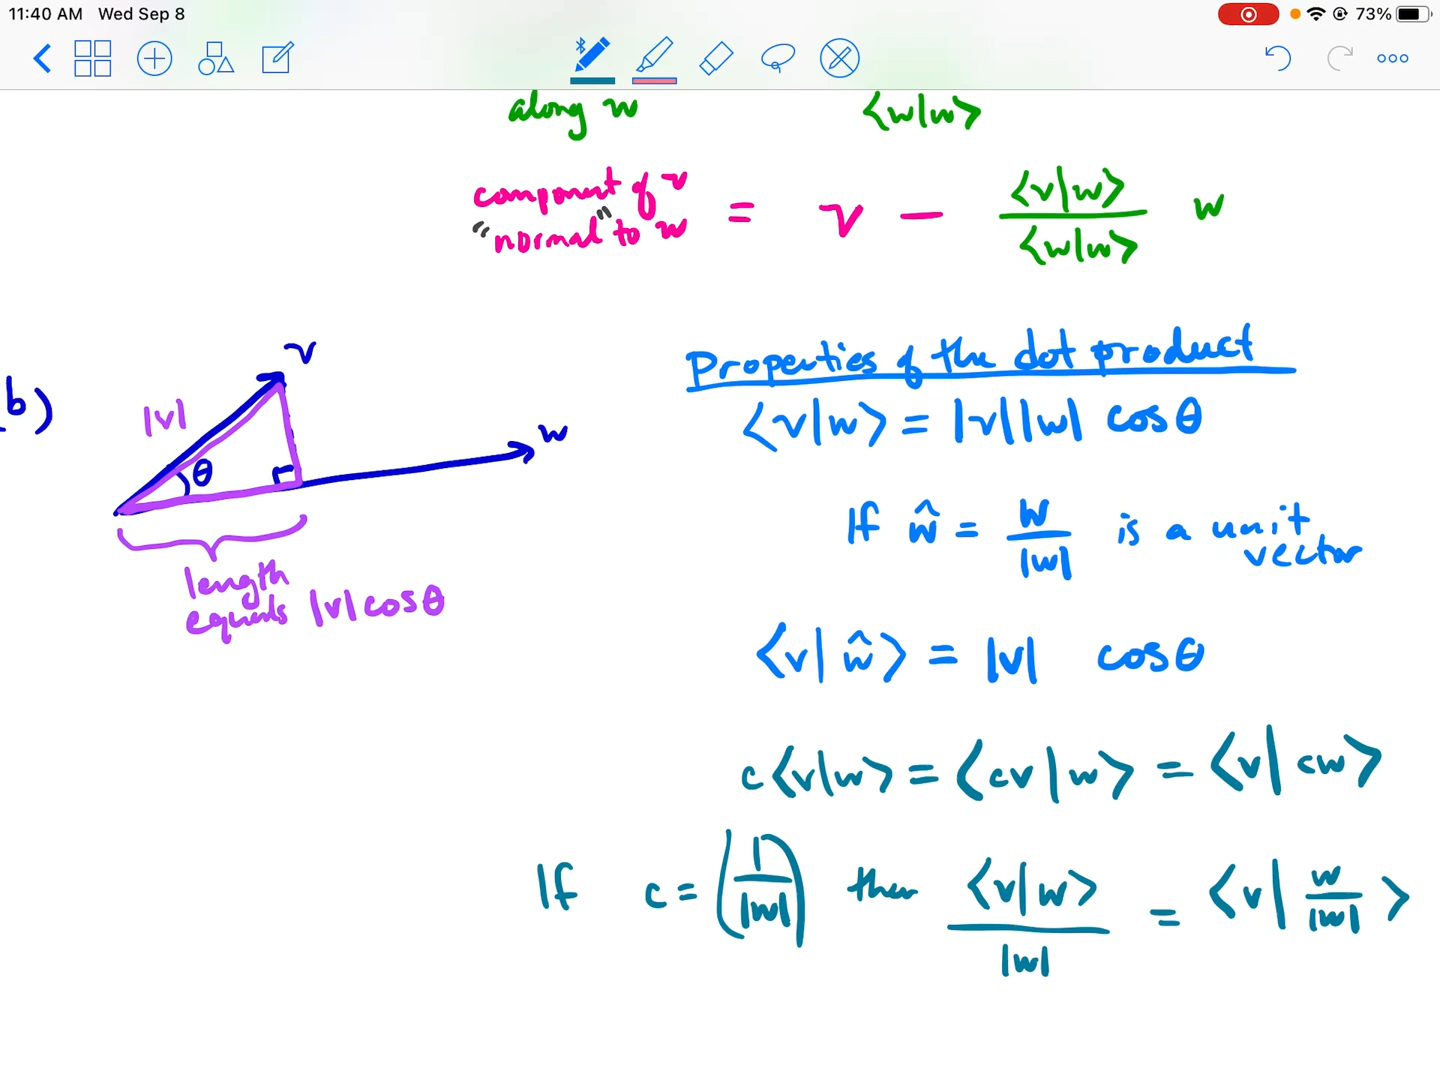 11:40 AM Wed Sep 8
73%
along w
⟨w|w⟩
component of v
"normal" to w
= v − ⟨v|w⟩/⟨w|w⟩ w
b)
v
|v|
θ
w
length
equals |v| cosθ
Properties of the dot product
⟨v|w⟩ = |v||w| cosθ
If ŵ = w/|w| is a unit
vector
⟨v|ŵ⟩ = |v| cosθ
c⟨v|w⟩ = ⟨cv|w⟩ = ⟨v|cw⟩
If c = (1/|w|) then ⟨v|w⟩/|w| = ⟨v|w/|w|⟩